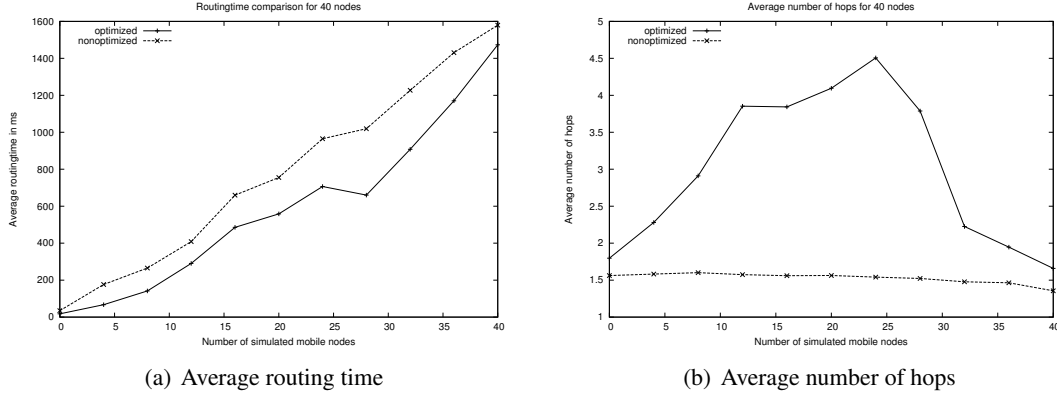 Routingtime comparison for 40 nodes
optimized
nonoptimized
1600
1400
1200
1000
800
600
400
200
0
0 5 10 15 20 25 30 35 40
Average routingtime in ms
Number of simulated mobile nodes
(a) Average routing time
Average number of hops for 40 nodes
optimized
nonoptimized
5
4.5
4
3.5
3
2.5
2
1.5
1
0 5 10 15 20 25 30 35 40
Average number of hops
Number of simulated mobile nodes
(b) Average number of hops